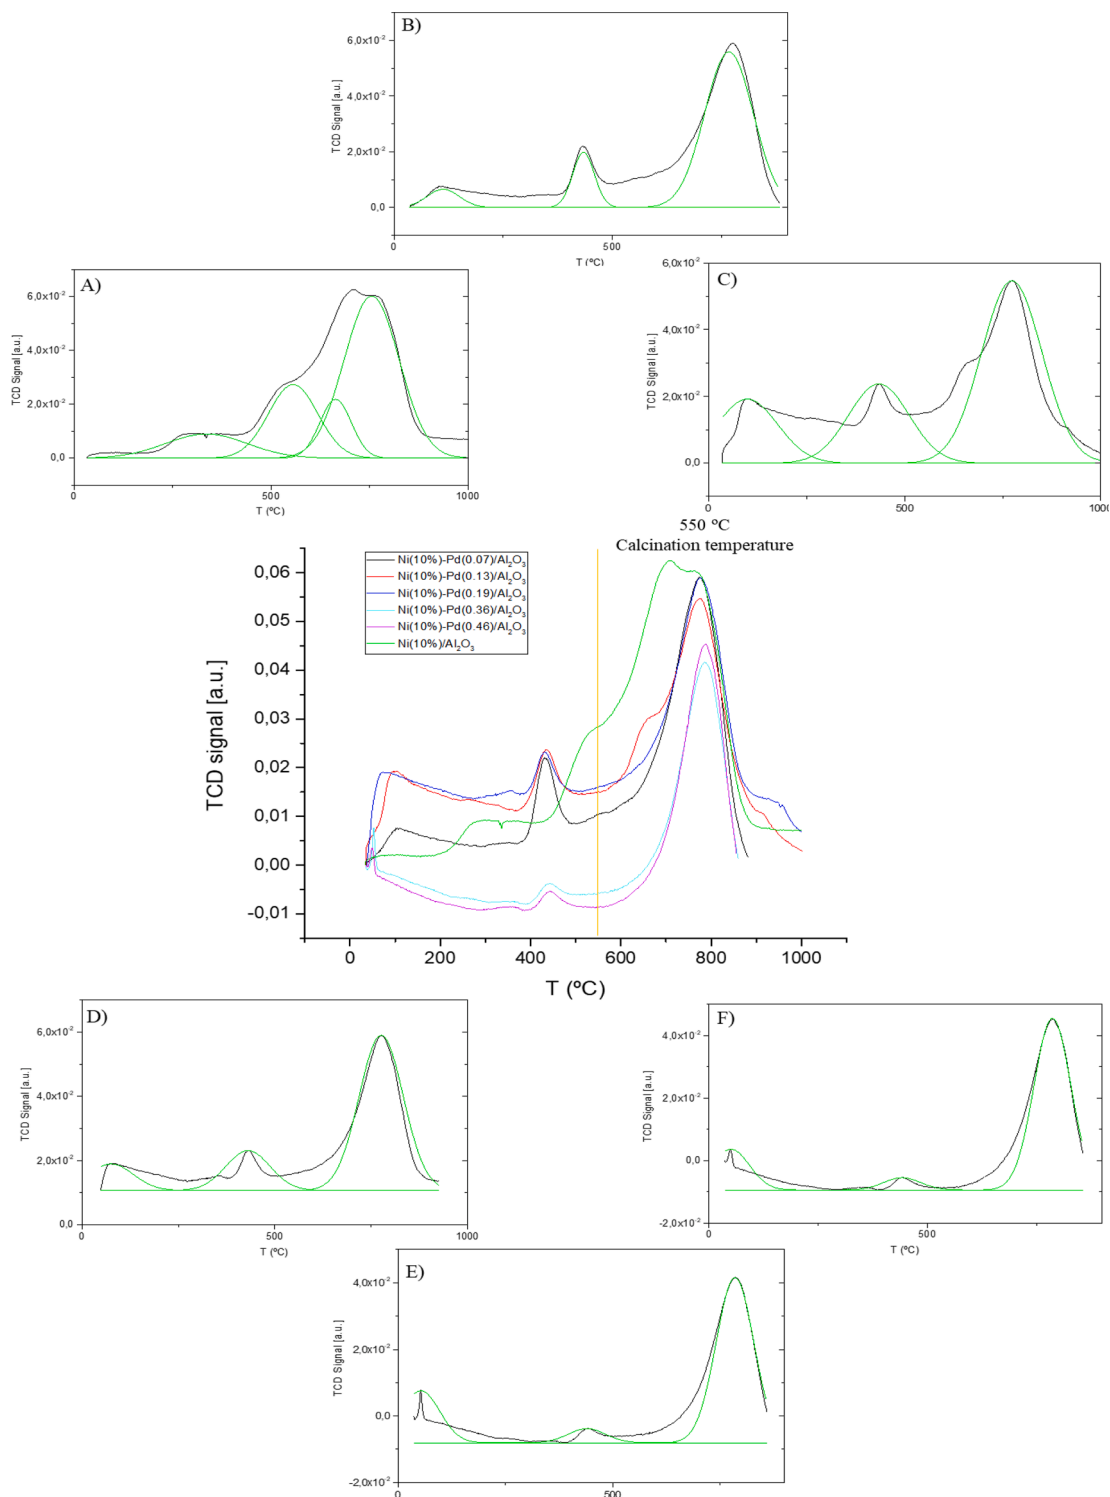 B)
6,0x10⁻²
4,0x10⁻²
2,0x10⁻²
0,0
TCD Signal [a.u.]
0
500
T (ºC)
A)
6,0x10⁻²
4,0x10⁻²
2,0x10⁻²
0,0
TCD Signal [a.u.]
0
500
1000
T (ºC)
C)
6,0x10⁻²
4,0x10⁻²
2,0x10⁻²
0,0
TCD Signal [a.u.]
0
500
1000
550 ºC
Calcination temperature
Ni(10%)-Pd(0.07)/Al₂O₃
Ni(10%)-Pd(0.13)/Al₂O₃
Ni(10%)-Pd(0.19)/Al₂O₃
Ni(10%)-Pd(0.36)/Al₂O₃
Ni(10%)-Pd(0.46)/Al₂O₃
Ni(10%)/Al₂O₃
0,06
0,05
0,04
0,03
0,02
0,01
0,00
-0,01
TCD signal [a.u.]
0
200
400
600
800
1000
T (ºC)
D)
6,0x10⁻²
4,0x10⁻²
2,0x10⁻²
0,0
TCD Signal [a.u.]
0
500
1000
T (ºC)
F)
4,0x10⁻²
2,0x10⁻²
0,0
-2,0x10⁻²
TCD Signal [a.u.]
0
500
T (ºC)
E)
4,0x10⁻²
2,0x10⁻²
0,0
-2,0x10⁻²
TCD Signal [a.u.]
0
500